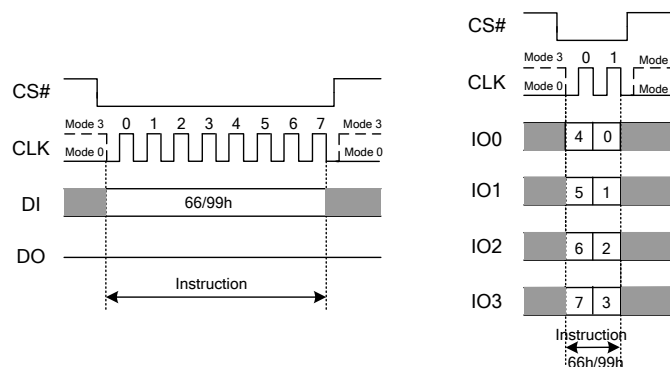 CS#
Mode 3 0 1 2 3 4 5 6 7 Mode 3
CLK Mode 0 Mode 0
DI 66/99h
DO
Instruction
CS#
Mode 3 0 1 Mode
CLK Mode 0 Mode
IO0 4 0
IO1 5 1
IO2 6 2
IO3 7 3
Instruction
66h/99h